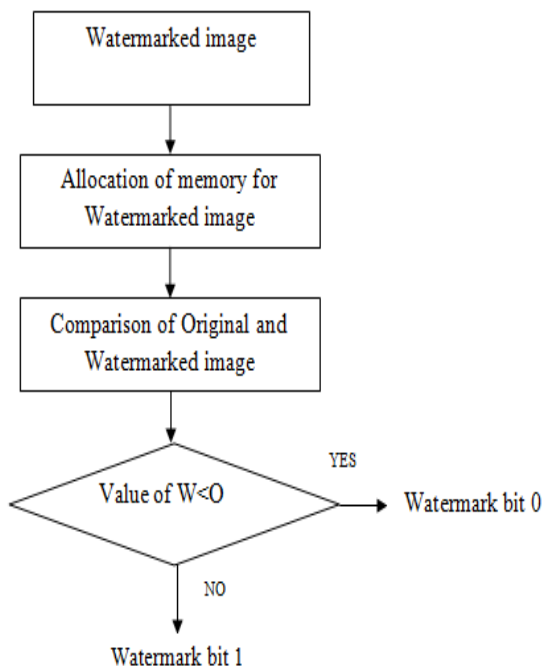 Watermarked image
Allocation of memory for
Watermarked image
Comparison of Original and
Watermarked image
YES
Value of W<O
Watermark bit 0
NO
Watermark bit 1